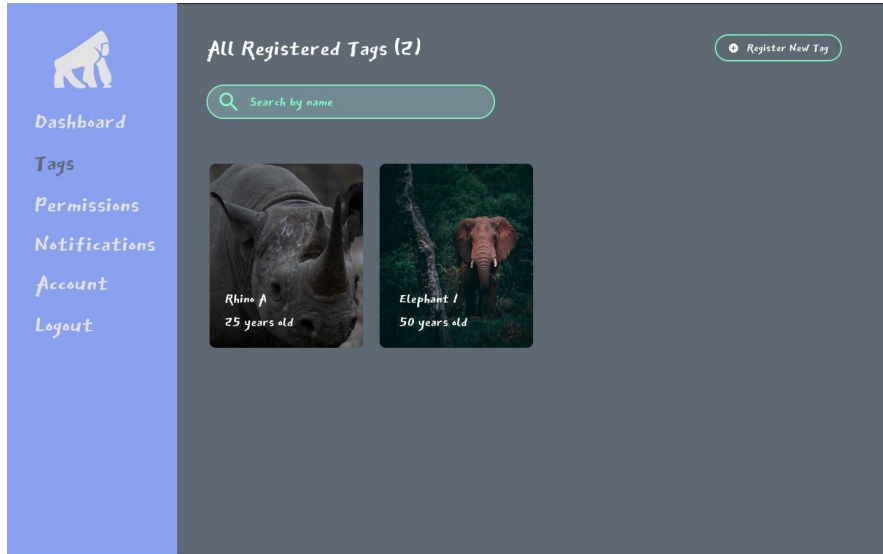 Dashboard
Tags
Permissions
Notifications
Account
Logout
All Registered Tags (2)
Register New Tag
Search by name
Rhino A
25 years old
Elephant 1
50 years old